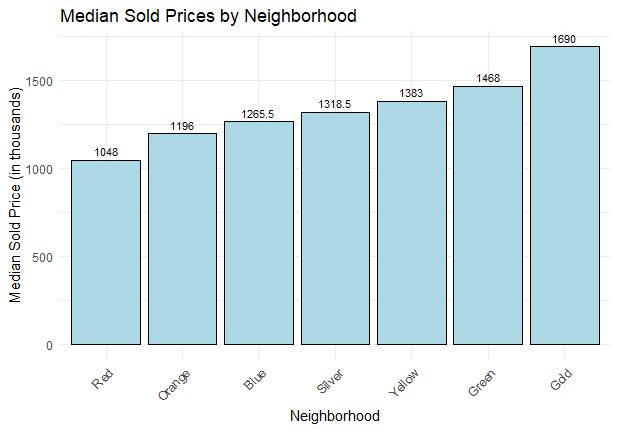 Median Sold Prices by Neighborhood
Median Sold Price (in thousands)
1500
1000
500
0
1048
1196
1265.5
1318.5
1383
1468
1690
Red
Orange
Blue
Silver
Yellow
Green
Gold
Neighborhood